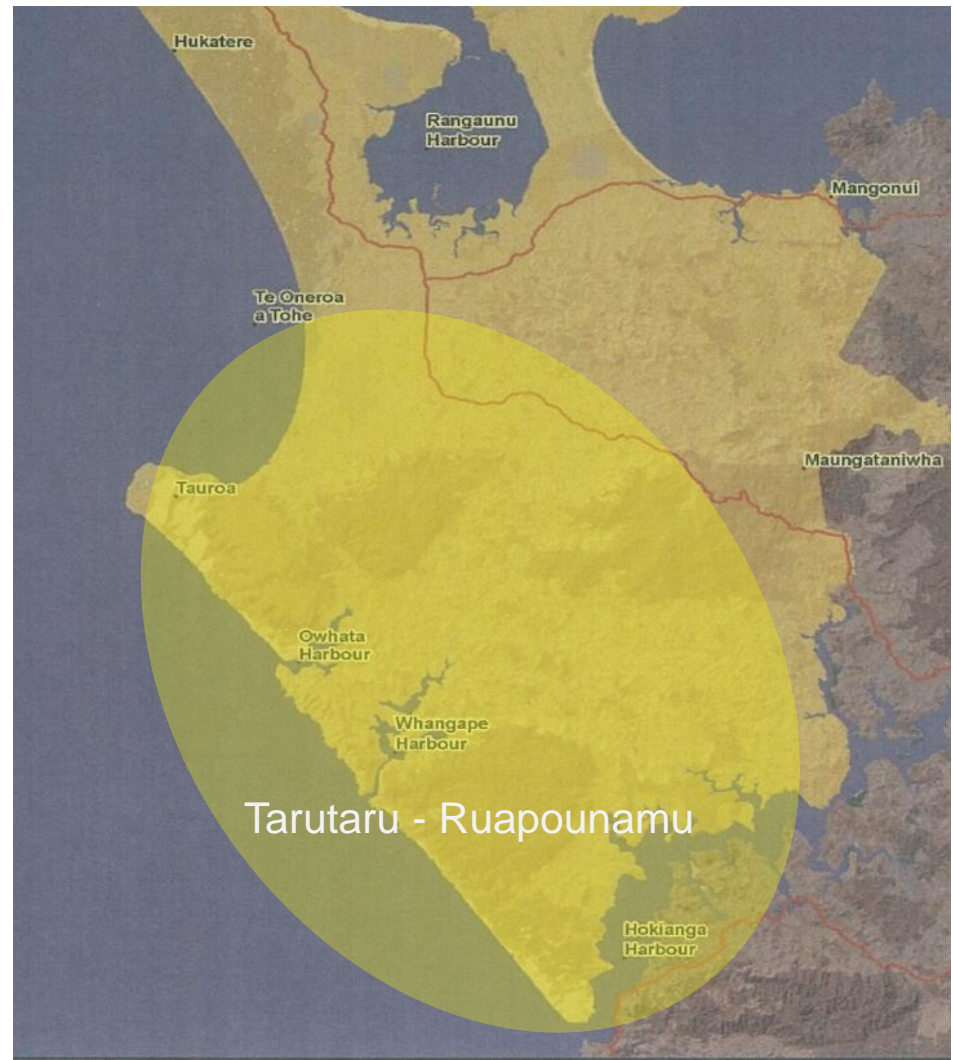 Hukatere
Rangaunu
Harbour
Mangonui
Te Oneroa
a Tohe
Maungataniwha
Tauroa
Owhata
Harbour
Whangape
Harbour
Tarutaru - Ruapounamu
Hokianga
Harbour